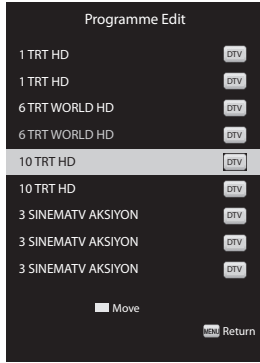 Programme Edit
1 TRT HD DTV
1 TRT HD DTV
6 TRT WORLD HD DTV
6 TRT WORLD HD DTV
10 TRT HD DTV
10 TRT HD DTV
3 SINEMATV AKSIYON DTV
3 SINEMATV AKSIYON DTV
3 SINEMATV AKSIYON DTV
Move
MENU Return